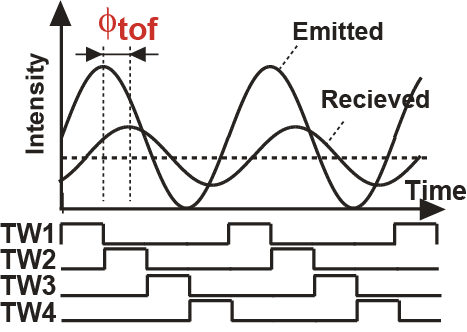 ϕtof
Emitted
Intensity
Recieved
Time
TW1
TW2
TW3
TW4